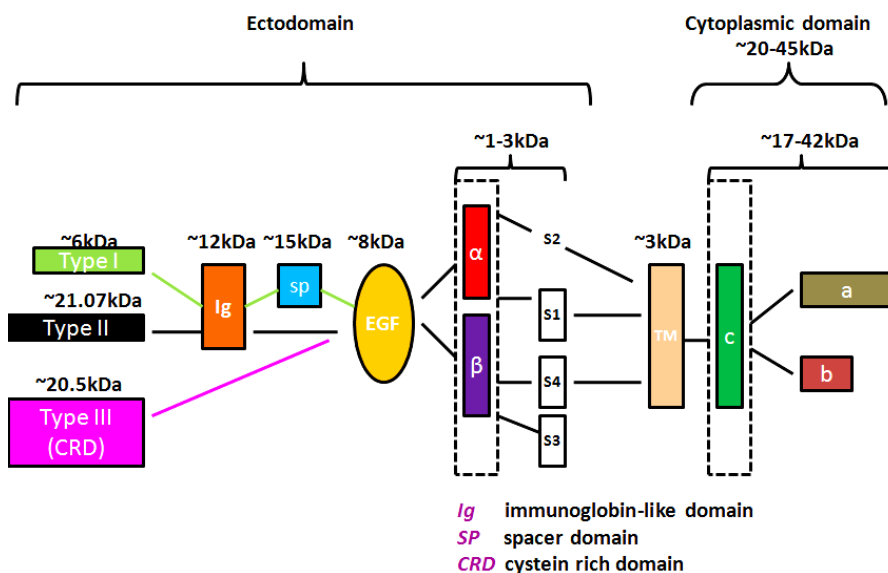 Ectodomain
Cytoplasmic domain
~20-45kDa
~1-3kDa
~17-42kDa
~6kDa
~12kDa
~15kDa
~8kDa
~3kDa
Type I
Ig
sp
EGF
α
S2
TM
c
a
~21.07kDa
Type II
S1
β
S4
b
~20.5kDa
Type III
(CRD)
S3
Ig immunoglobin-like domain
SP spacer domain
CRD cystein rich domain